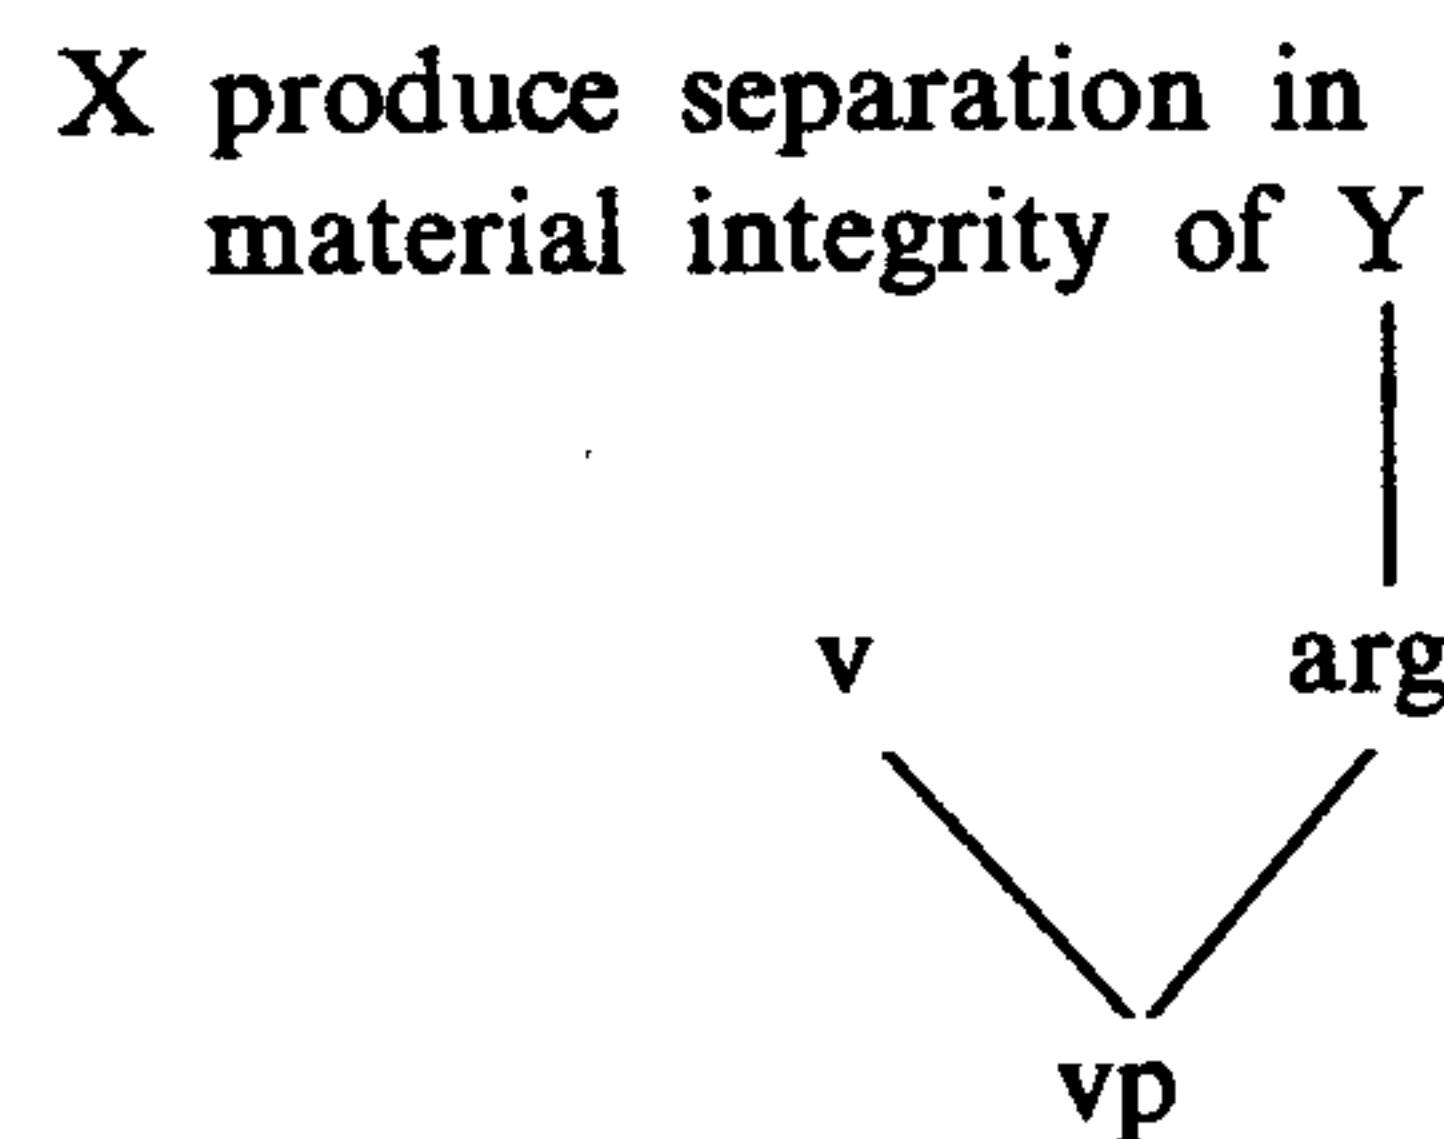 X produce separation in
material integrity of Y
v arg
vp